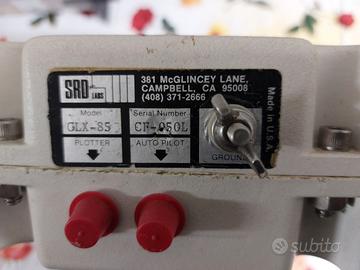 SRD
LABS
381 McGLINCEY LANE,
CAMPBELL, CA 95008
(408) 371-2666
Made in U.S.A.
Model
Serial Number
GLX-85
CF-050L
PLOTTER
AUTO PILOT
GROUND
subito